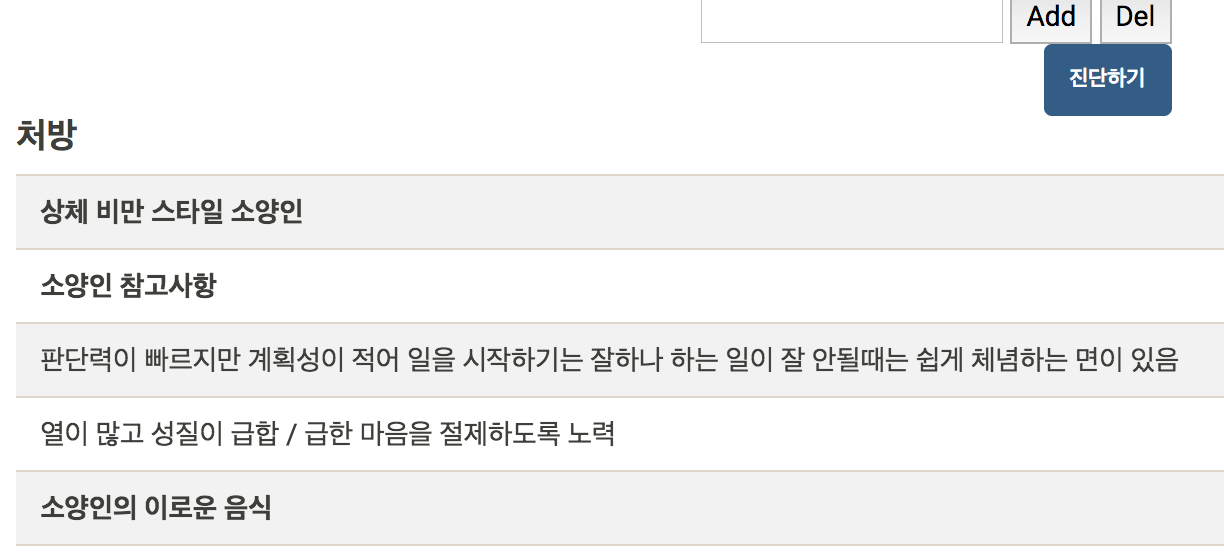 Add Del
진단하기
처방
상체 비만 스타일 소양인
소양인 참고사항
판단력이 빠르지만 계획성이 적어 일을 시작하기는 잘하나 하는 일이 잘 안될때는 쉽게 체념하는 면이 있음
열이 많고 성질이 급합 / 급한 마음을 절제하도록 노력
소양인의 이로운 음식